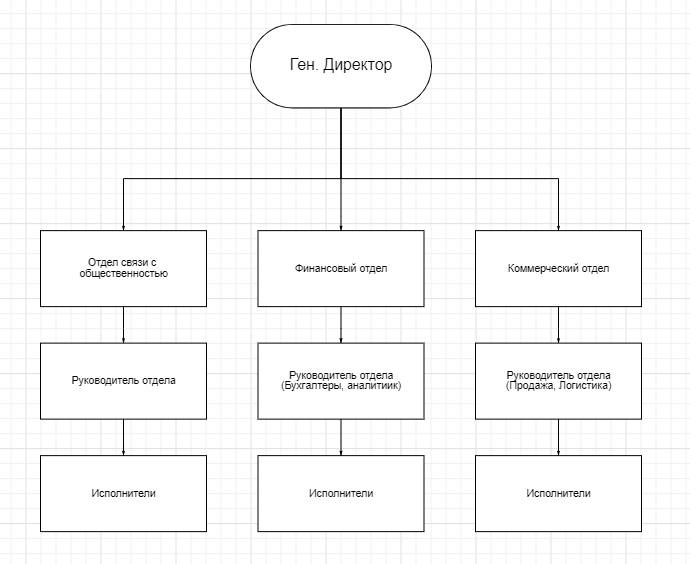 Ген. Директор
Отдел связи с
общественностью
Финансовый отдел
Коммерческий отдел
Руководитель отдела
Руководитель отдела
(Бухгалтеры, аналитиик)
Руководитель отдела
(Продажа, Логистика)
Исполнители
Исполнители
Исполнители